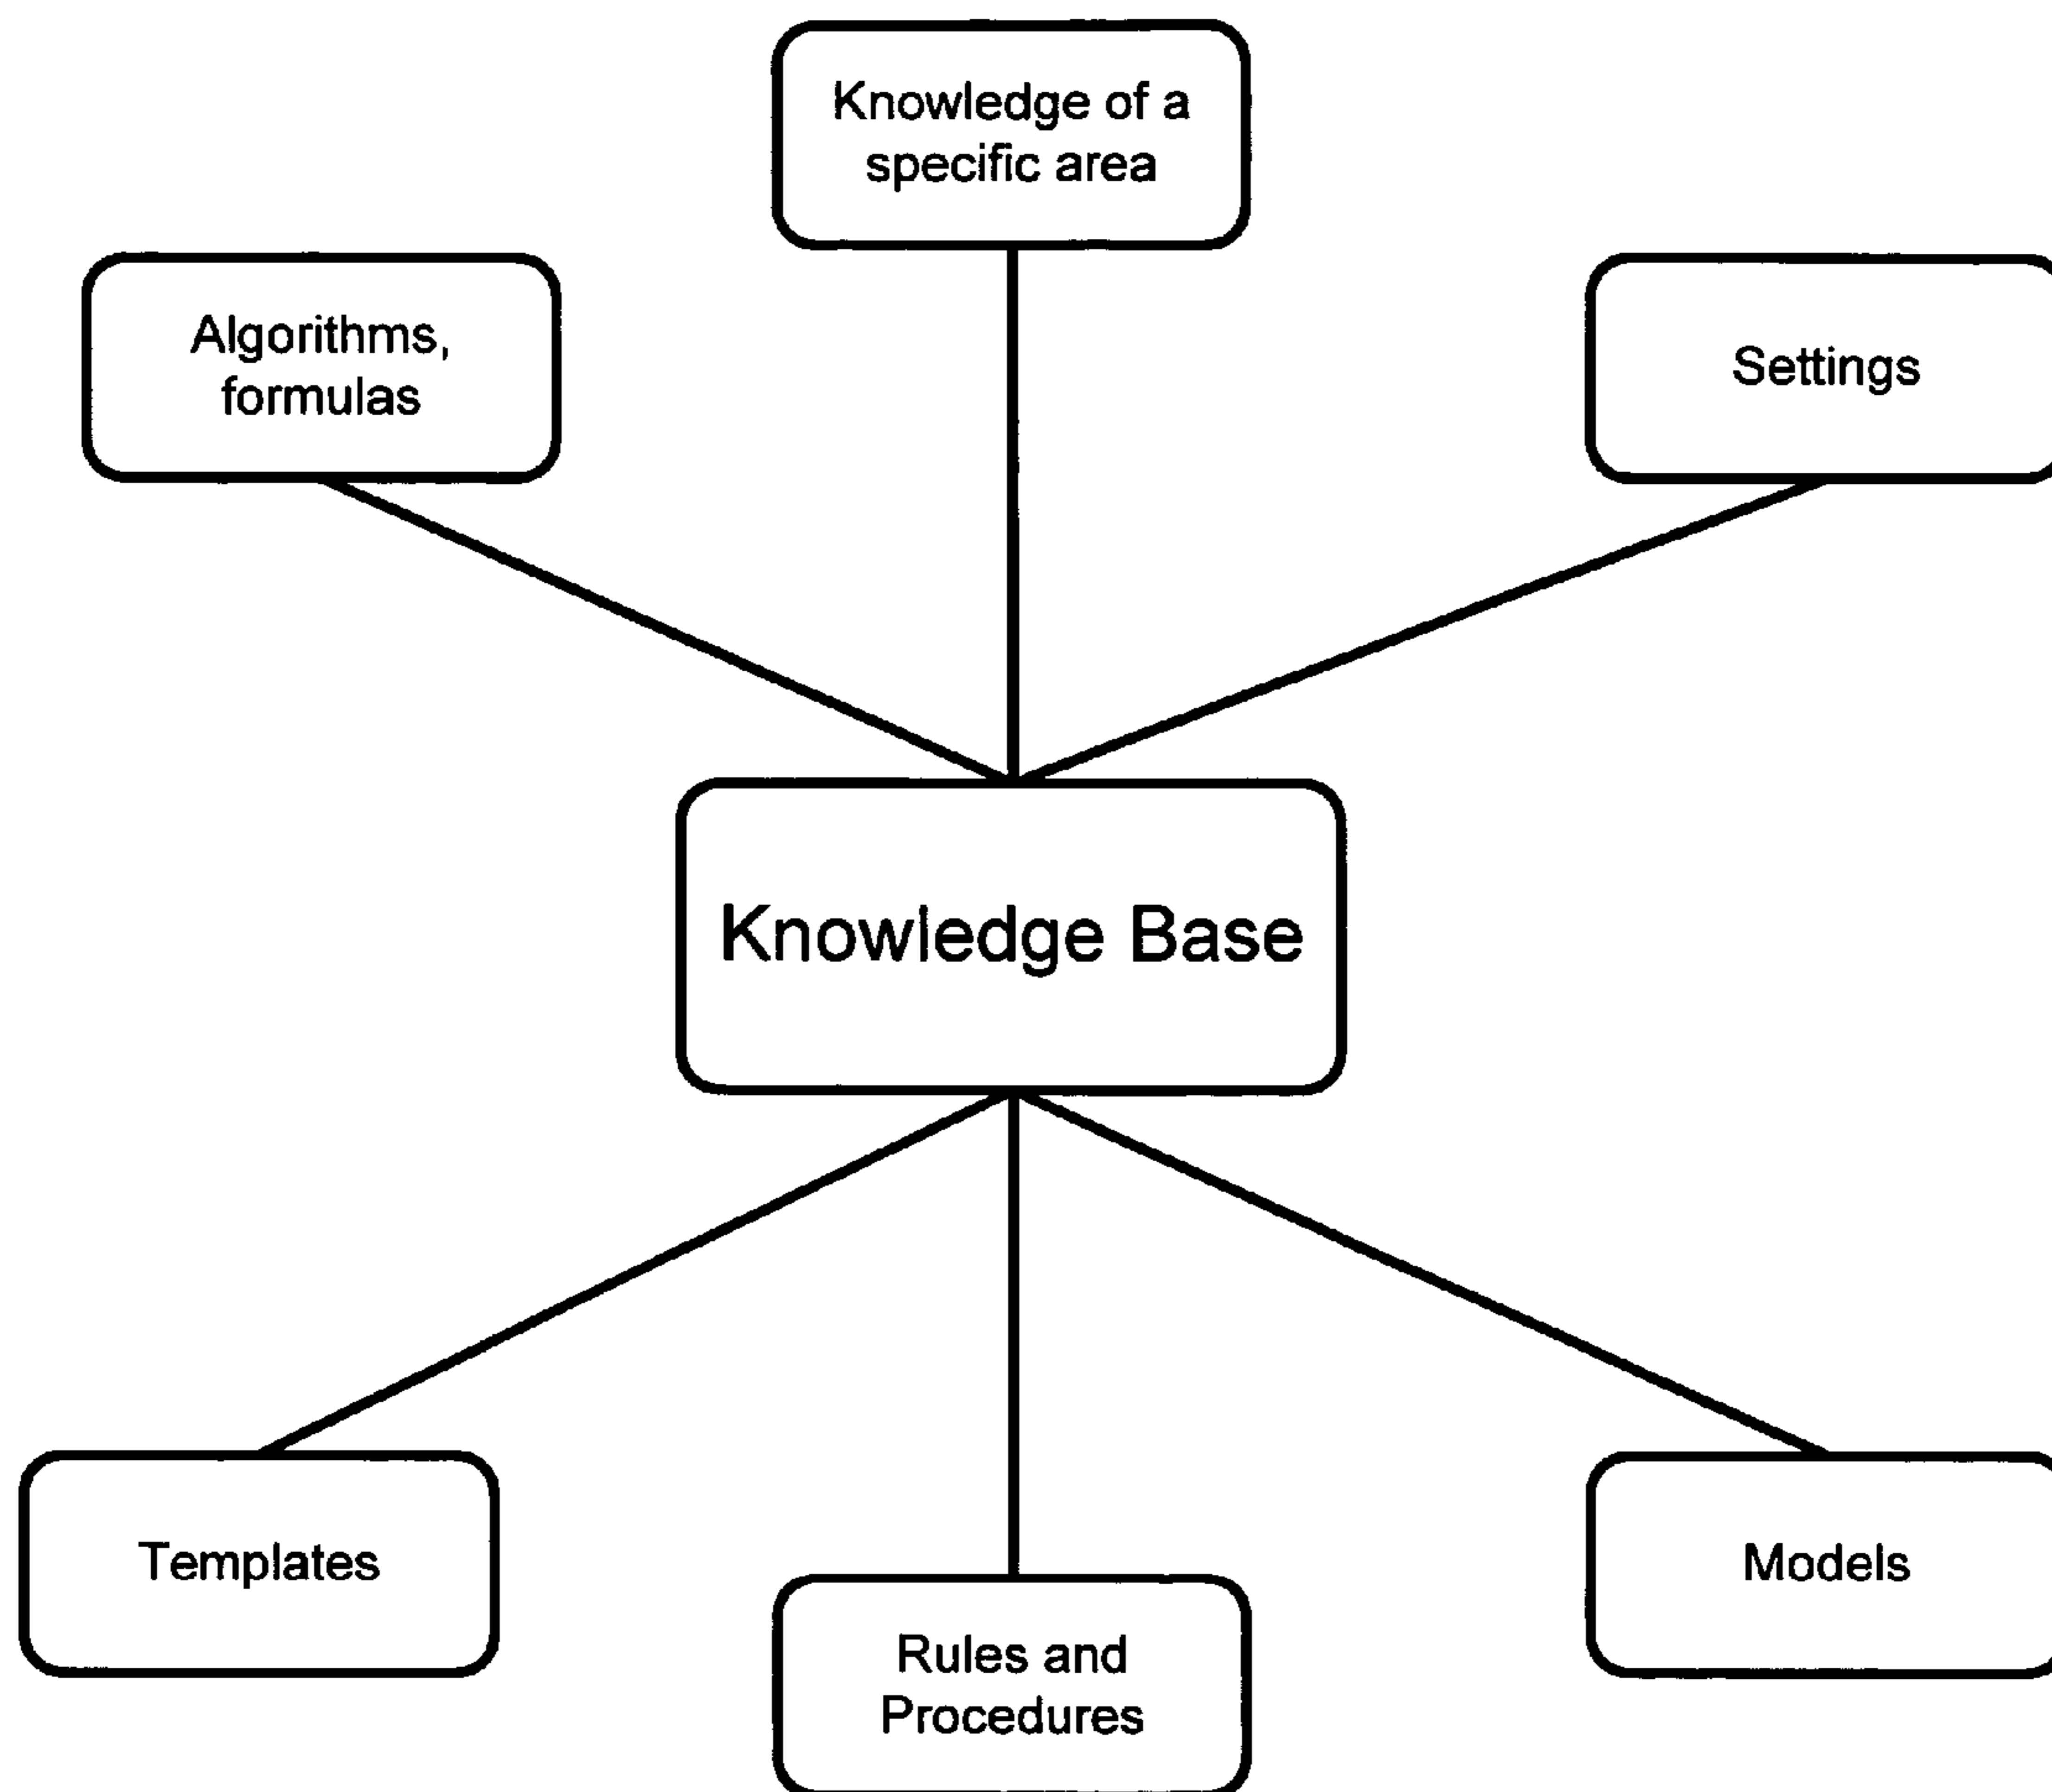 Knowledge of a
specific area
Algorithms,
formulas
Settings
Knowledge Base
Templates
Models
Rules and
Procedures